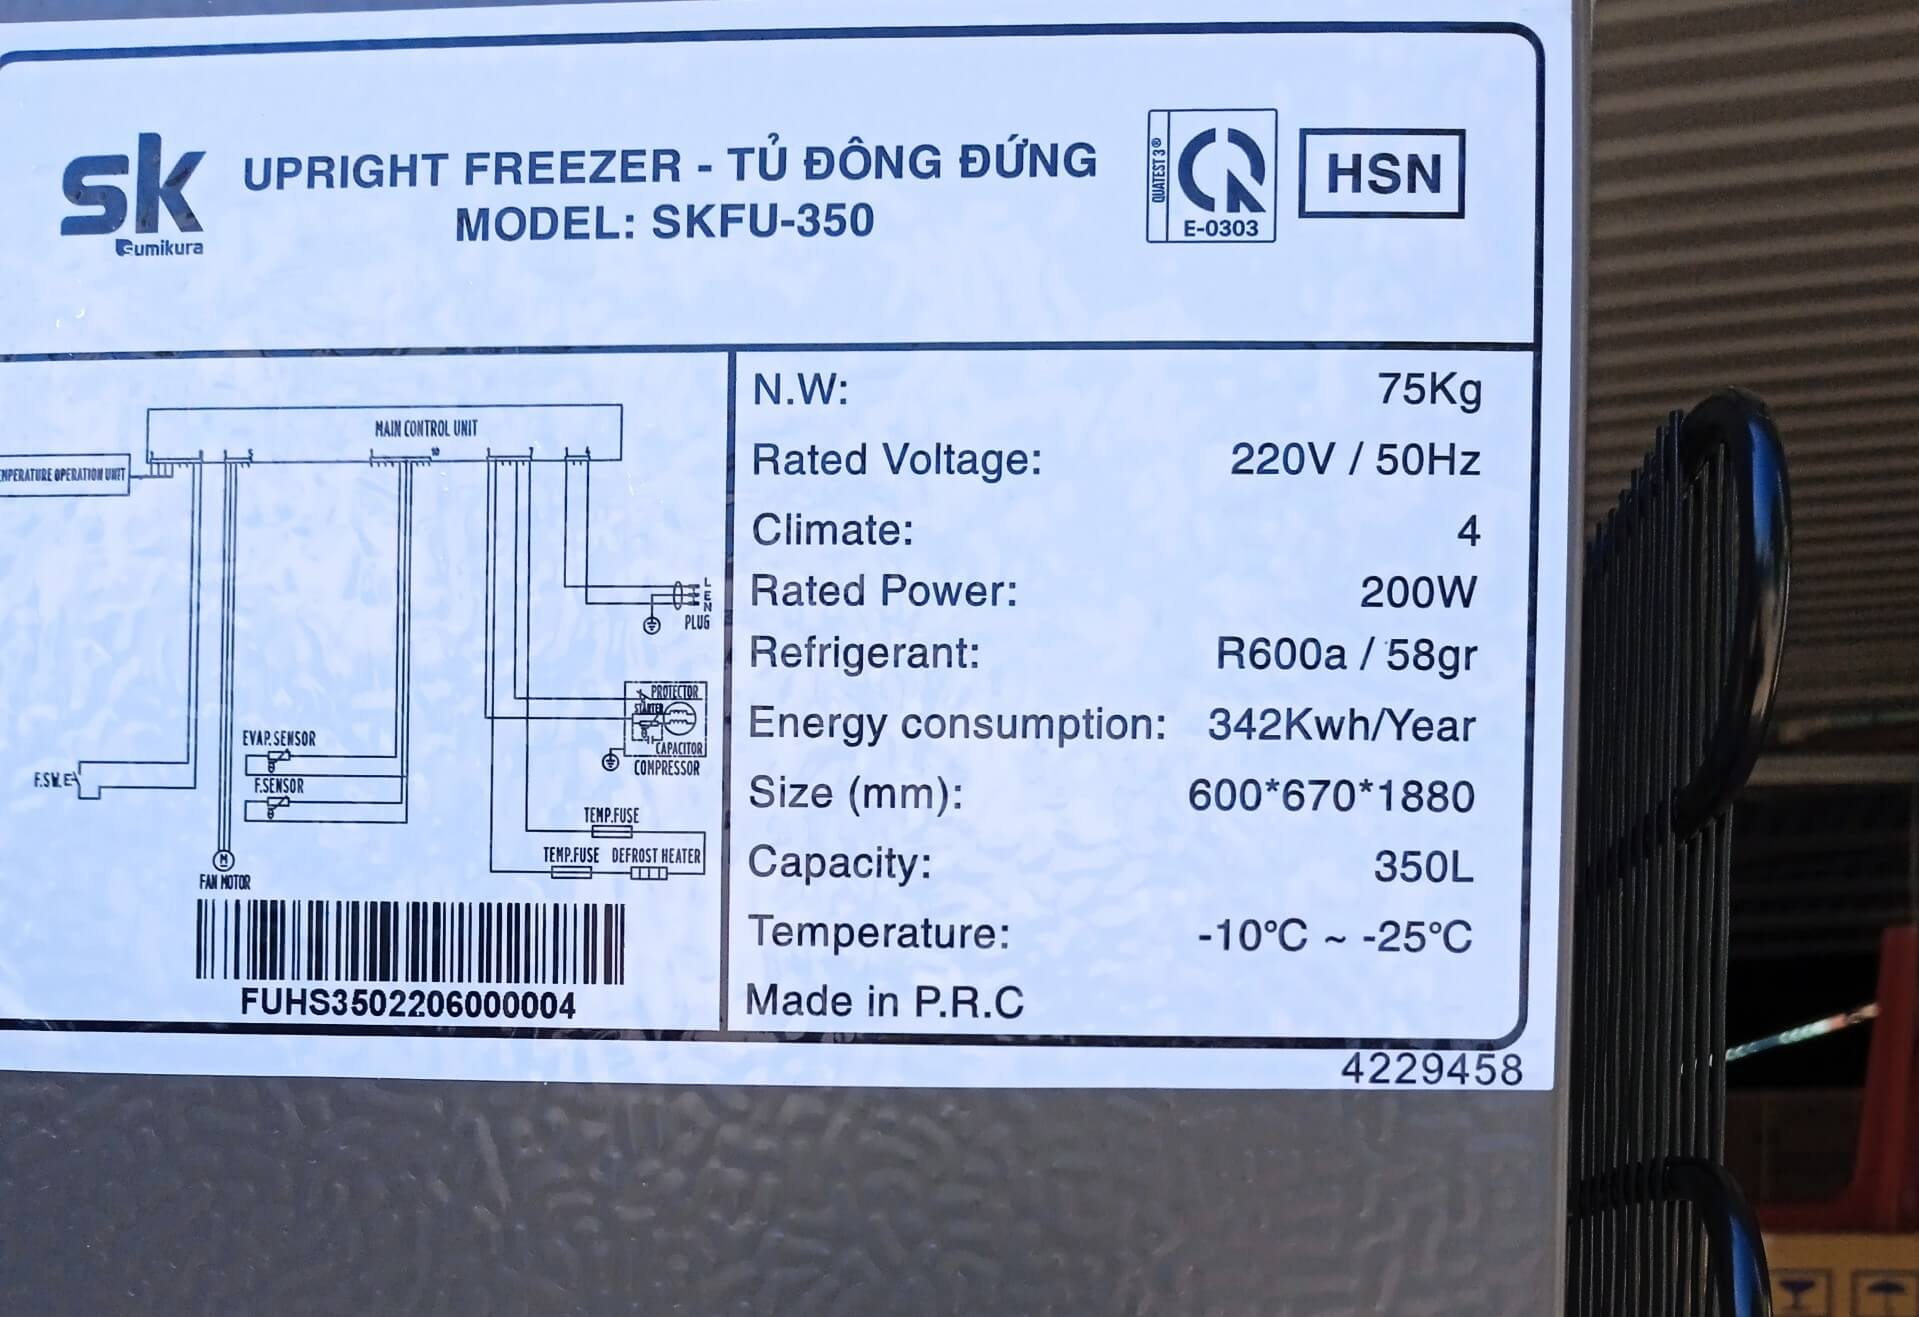 sk
Sumikura
UPRIGHT FREEZER - TỦ ĐÔNG ĐỨNG
MODEL: SKFU-350
QUATEST 3®
E-0303
HSN
MAIN CONTROL UNIT
MPERATURE OPERATION UNIT
L
E
N
PLUG
PROTECTOR
STARTER
CAPACITOR
COMPRESSOR
EVAP.SENSOR
F.SENSOR
TEMP.FUSE
TEMP.FUSE DEFROST HEATER
M
FAN MOTOR
FUHS3502206000004
N.W: 75Kg
Rated Voltage: 220V / 50Hz
Climate: 4
Rated Power: 200W
Refrigerant: R600a / 58gr
Energy consumption: 342Kwh/Year
Size (mm): 600*670*1880
Capacity: 350L
Temperature: -10°C ~ -25°C
Made in P.R.C
4229458